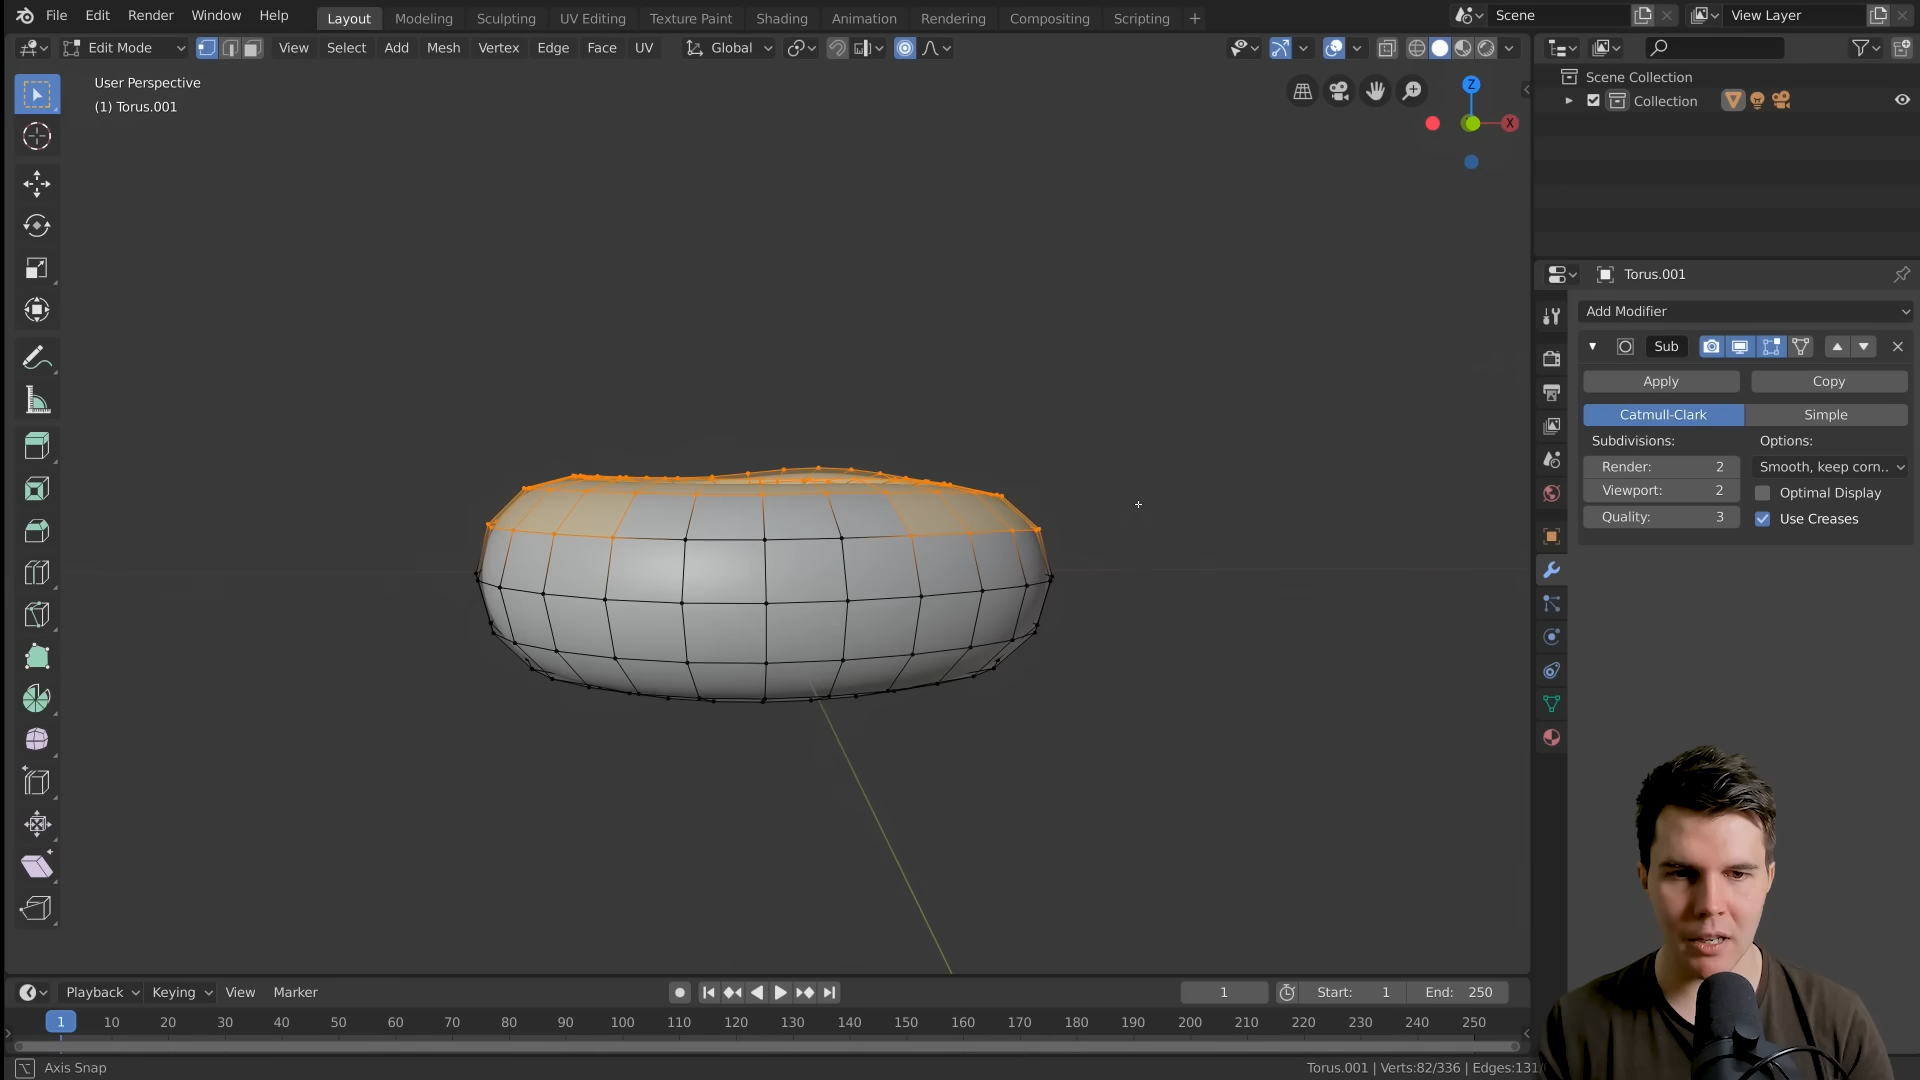 File Edit Render Window Help Layout Modeling Sculpting UV Editing Texture Paint Shading Animation Rendering Compositing Scripting + Scene View Layer
Edit Mode View Select Add Mesh Vertex Edge Face UV Global
User Perspective
(1) Torus.001
Z
X
Scene Collection
Collection
Torus.001
Add Modifier
Sub
Apply Copy
Catmull-Clark Simple
Subdivisions: Options:
Render: 2 Smooth, keep corn..
Viewport: 2 Optimal Display
Quality: 3 Use Creases
Playback Keying View Marker 1 Start: 1 End: 250
1 10 20 30 40 50 60 70 80 90 100 110 120 130 140 150 160 170 180 190 200 210 220 230 240 250
Axis Snap Torus.001 | Verts:82/336 | Edges:131